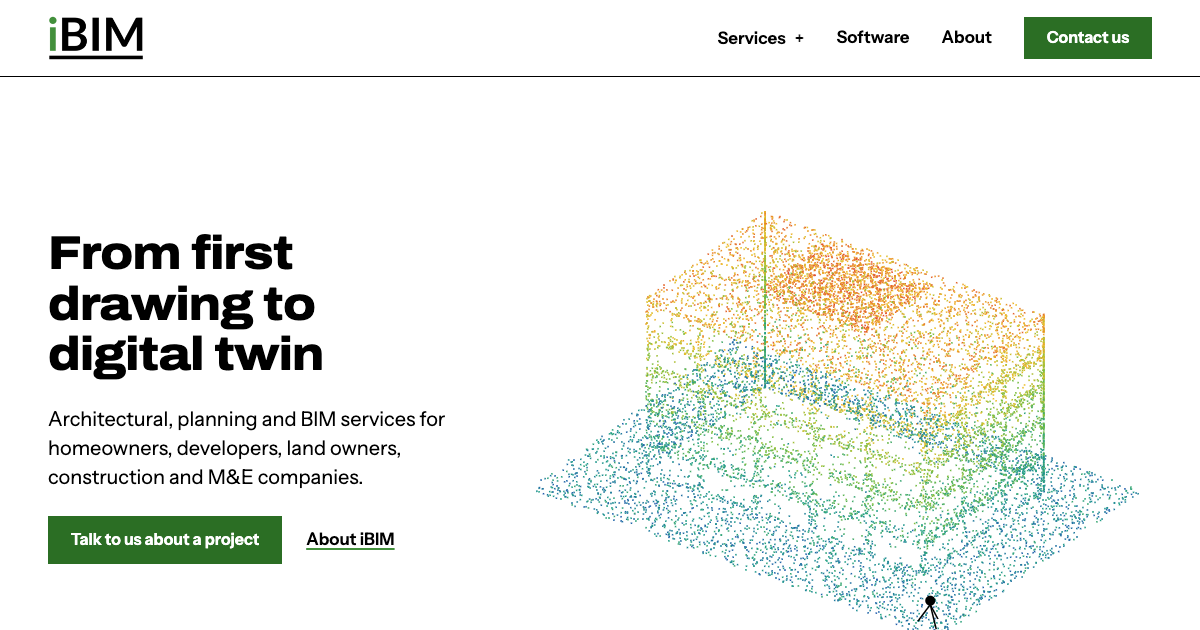 iBIM
Services +
Software
About
Contact us
From first
drawing to
digital twin
Architectural, planning and BIM services for
homeowners, developers, land owners,
construction and M&E companies.
Talk to us about a project
About iBIM